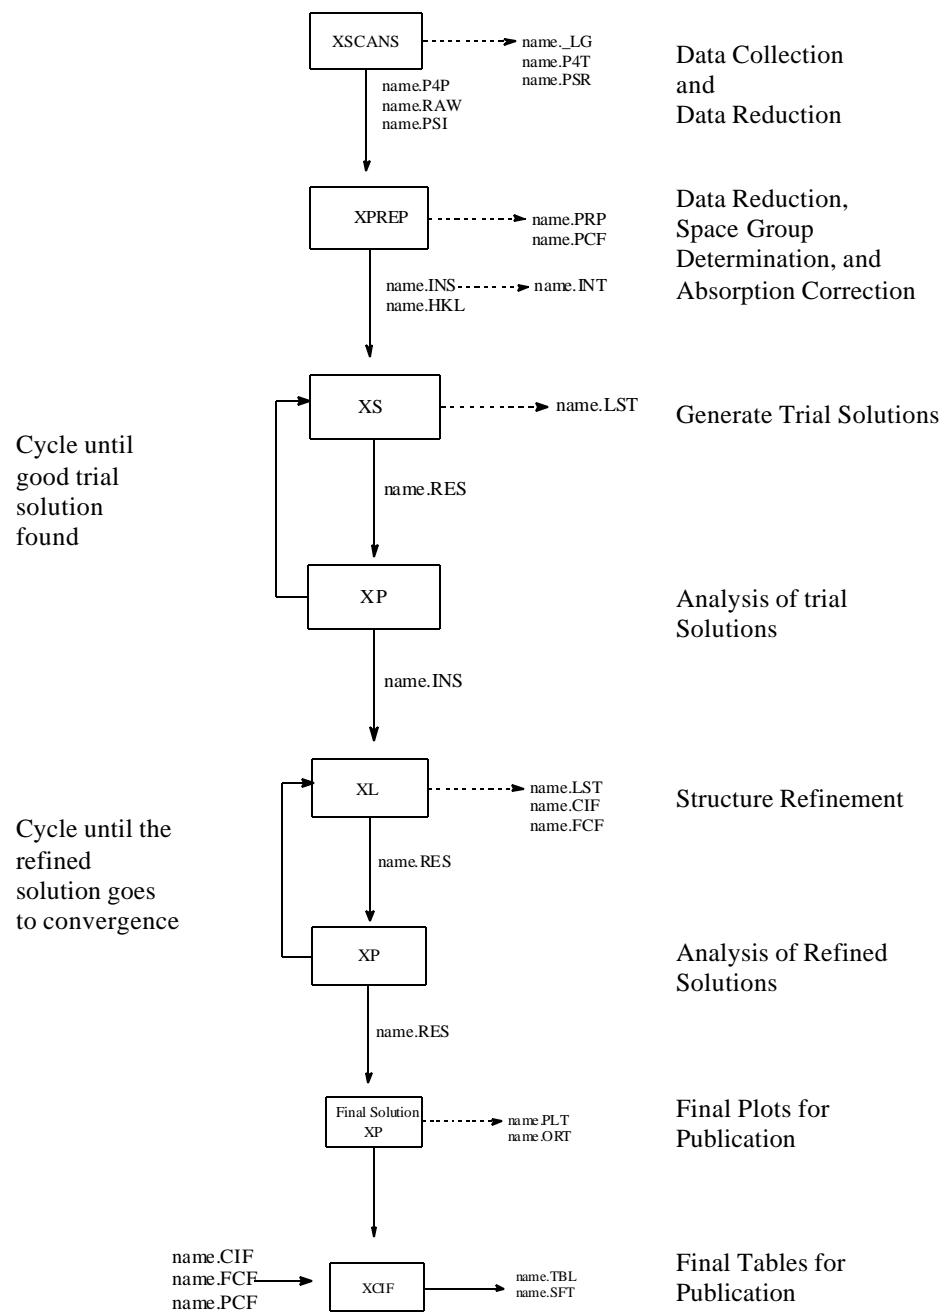 XSCANS
name._LG
name.P4T
name.PSR
Data Collection
and
Data Reduction
name.P4P
name.RAW
name.PSI
XPREP
name.PRP
name.PCF
Data Reduction,
Space Group
Determination, and
Absorption Correction
name.INS
name.HKL
name.INT
XS
name.LST
Generate Trial Solutions
Cycle until
good trial
solution
found
name.RES
XP
Analysis of trial
Solutions
name.INS
XL
name.LST
name.CIF
name.FCF
Structure Refinement
Cycle until the
refined
solution goes
to convergence
name.RES
XP
Analysis of Refined
Solutions
name.RES
Final Solution
XP
name.PLT
name.ORT
Final Plots for
Publication
name.CIF
name.FCF
name.PCF
XCIF
name.TBL
name.SFT
Final Tables for
Publication